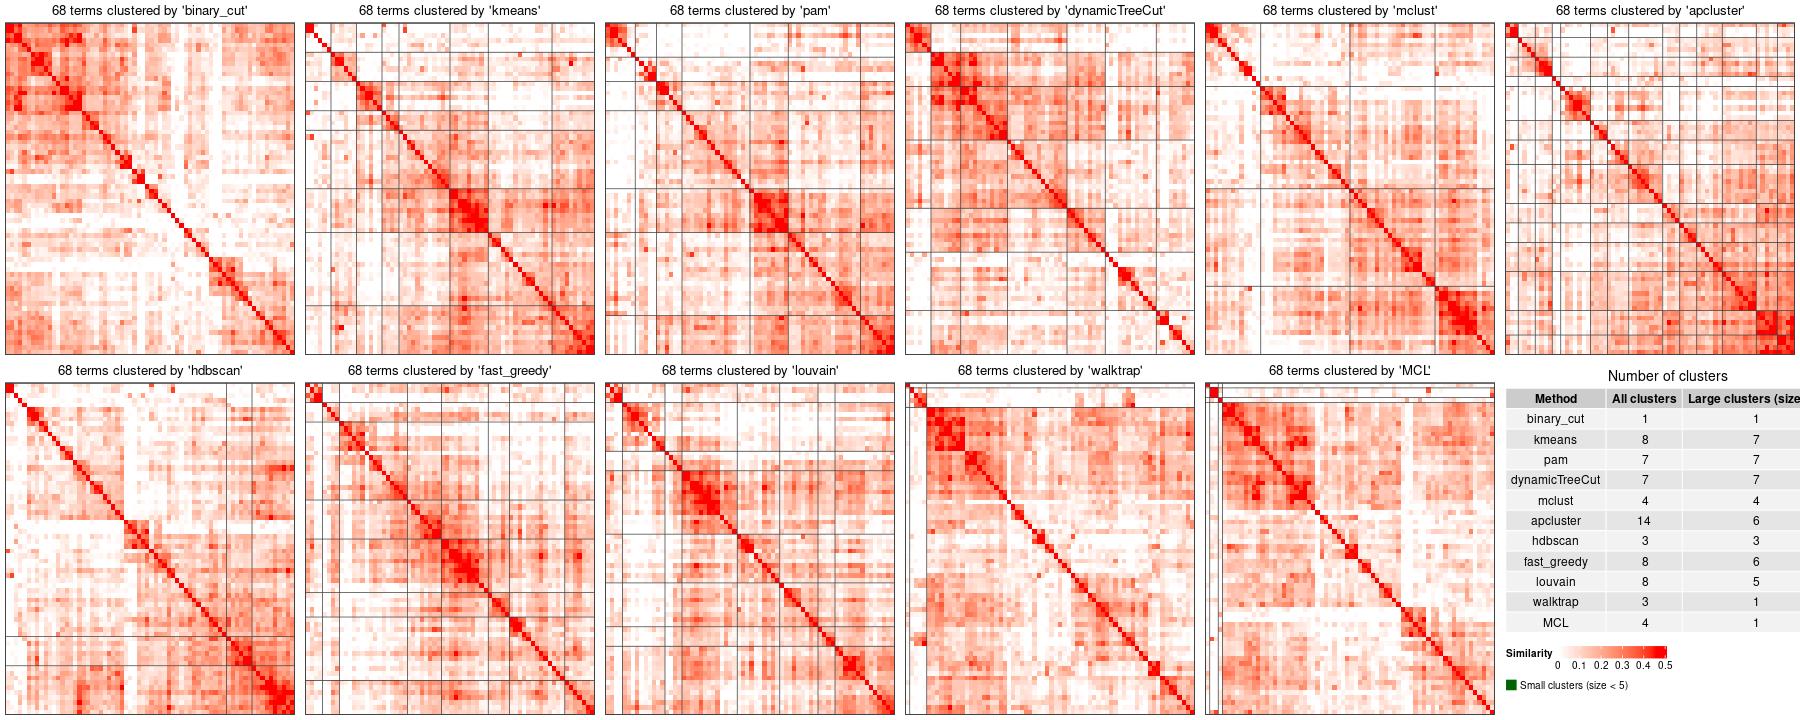 68 terms clustered by 'binary_cut'
68 terms clustered by 'kmeans'
68 terms clustered by 'pam'
68 terms clustered by 'dynamicTreeCut'
68 terms clustered by 'mclust'
68 terms clustered by 'apcluster'
68 terms clustered by 'hdbscan'
68 terms clustered by 'fast_greedy'
68 terms clustered by 'louvain'
68 terms clustered by 'walktrap'
68 terms clustered by 'MCL'
Number of clusters
Method All clusters Large clusters (size
binary_cut 1 1
kmeans 8 7
pam 7 7
dynamicTreeCut 7 7
mclust 4 4
apcluster 14 6
hdbscan 3 3
fast_greedy 8 6
louvain 8 5
walktrap 3 1
MCL 4 1
Similarity
0 0.1 0.2 0.3 0.4 0.5
Small clusters (size < 5)